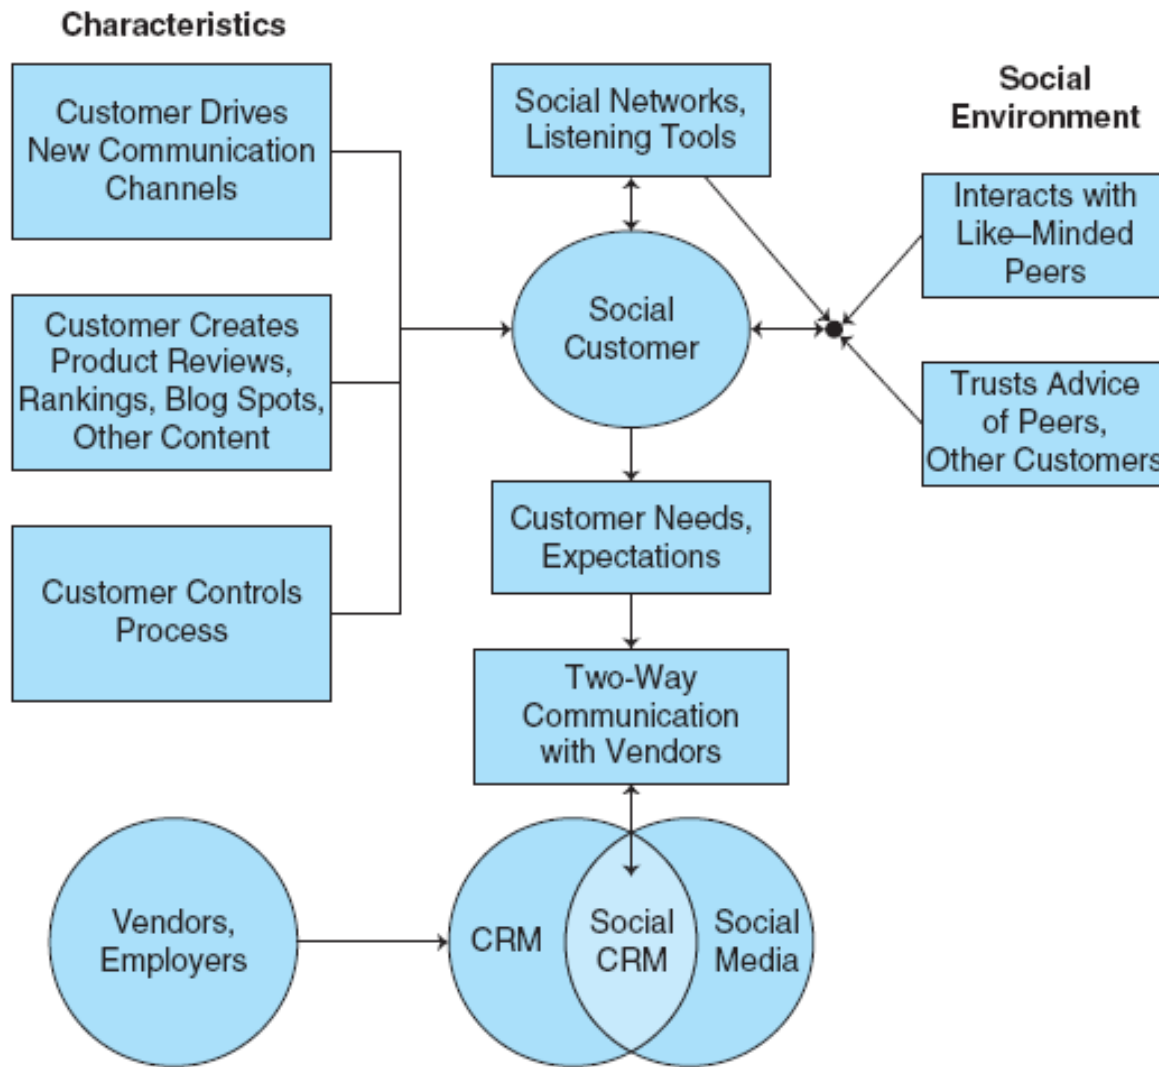 Characteristics
Customer Drives
New Communication
Channels
Customer Creates
Product Reviews,
Rankings, Blog Spots,
Other Content
Customer Controls
Process
Social Networks,
Listening Tools
Social
Customer
Customer Needs,
Expectations
Two-Way
Communication
with Vendors
Social
Environment
Interacts with
Like–Minded
Peers
Trusts Advice
of Peers,
Other Customers
Vendors,
Employers
CRM
Social
CRM
Social
Media